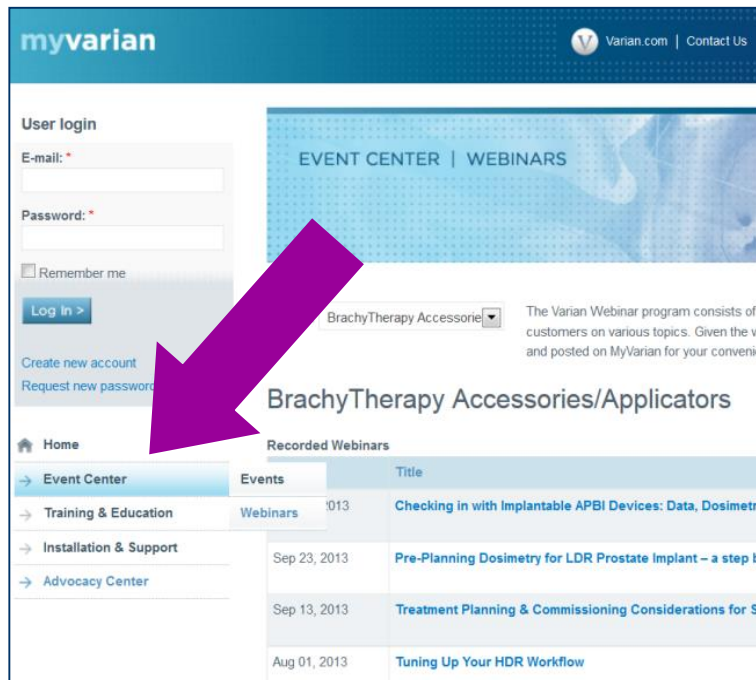 myvarian
V Varian.com | Contact Us
User login
E-mail: *
Password: *
Remember me
Log In >
Create new account
Request new password
Home
Event Center
Training & Education
Installation & Support
Advocacy Center
Events
Webinars
EVENT CENTER | WEBINARS
BrachyTherapy Accessorie
The Varian Webinar program consists of
customers on various topics. Given the
and posted on MyVarian for your
BrachyTherapy Accessories/Applicators
Recorded Webinars
Title
2013 Checking in with Implantable APBI Devices: Data,
Sep 23, 2013 Pre-Planning Dosimetry for LDR Prostate Implant – a step
Sep 13, 2013 Treatment Planning & Commissioning Considerations for
Aug 01, 2013 Tuning Up Your HDR Workflow